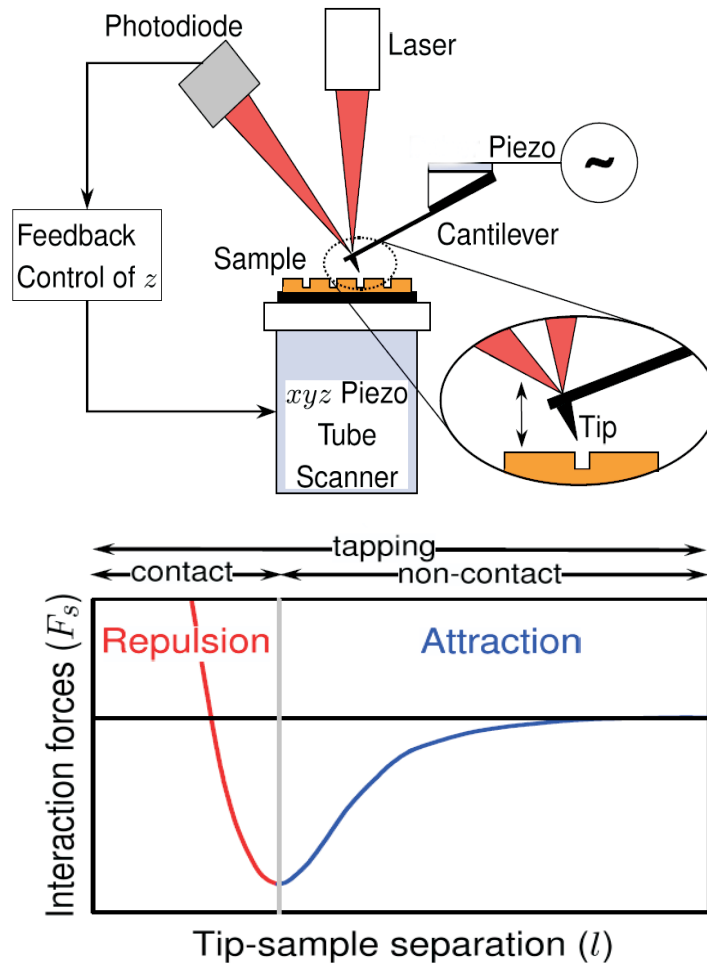 Photodiode
Laser
Piezo
~
Feedback
Control of z
Cantilever
Sample
xyz Piezo
Tube
Scanner
Tip
tapping
contact
non-contact
Repulsion
Attraction
Interaction forces (F_s)
Tip-sample separation (l)